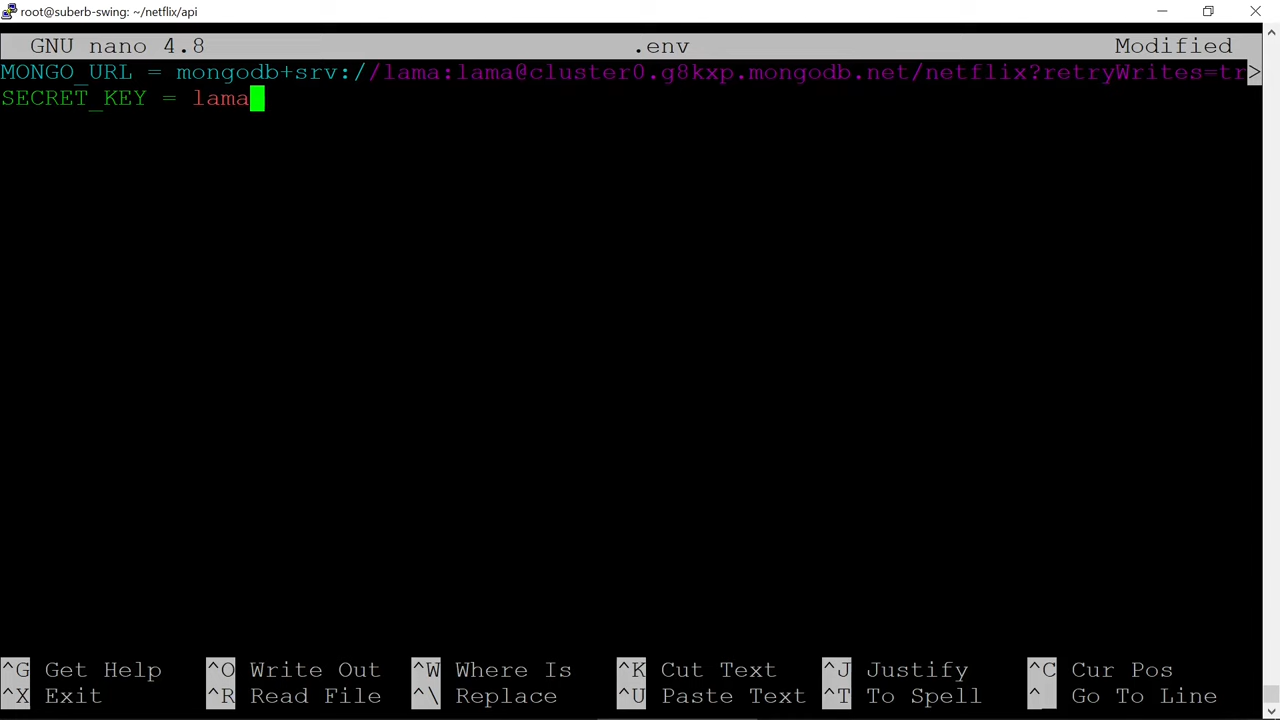 root@suberb-swing: ~/netflix/api
GNU nano 4.8 .env Modified
MONGO_URL = mongodb+srv://lama:lama@cluster0.g8kxp.mongodb.net/netflix?retryWrites=tr>
SECRET_KEY = lama
^G Get Help ^O Write Out ^W Where Is ^K Cut Text ^J Justify ^C Cur Pos
^X Exit ^R Read File ^\ Replace ^U Paste Text ^T To Spell ^_ Go To Line